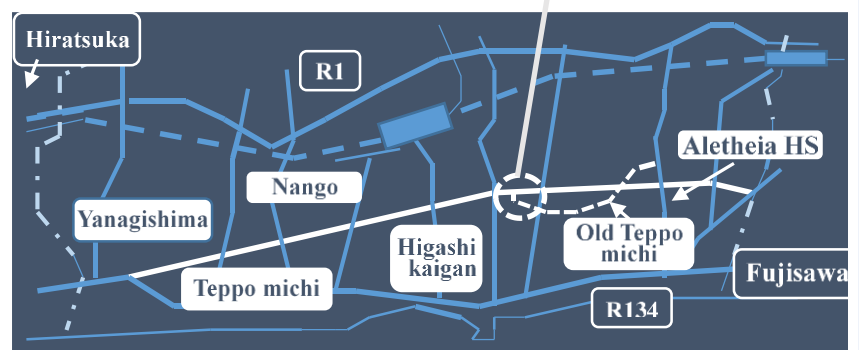 Hiratsuka
R1
Aletheia HS
Nango
Yanagishima
Old Teppo
michi
Higashi
kaigan
Fujisawa
Teppo michi
R134